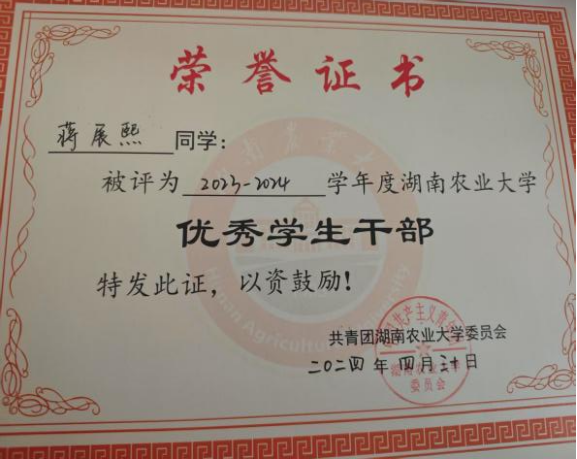 荣誉证书
蒋展熙同学：
被评为2023-2024学年度湖南农业大学
优秀学生干部
特发此证，以资鼓励！
共青团湖南农业大学委员会
二〇二四年四月三十日